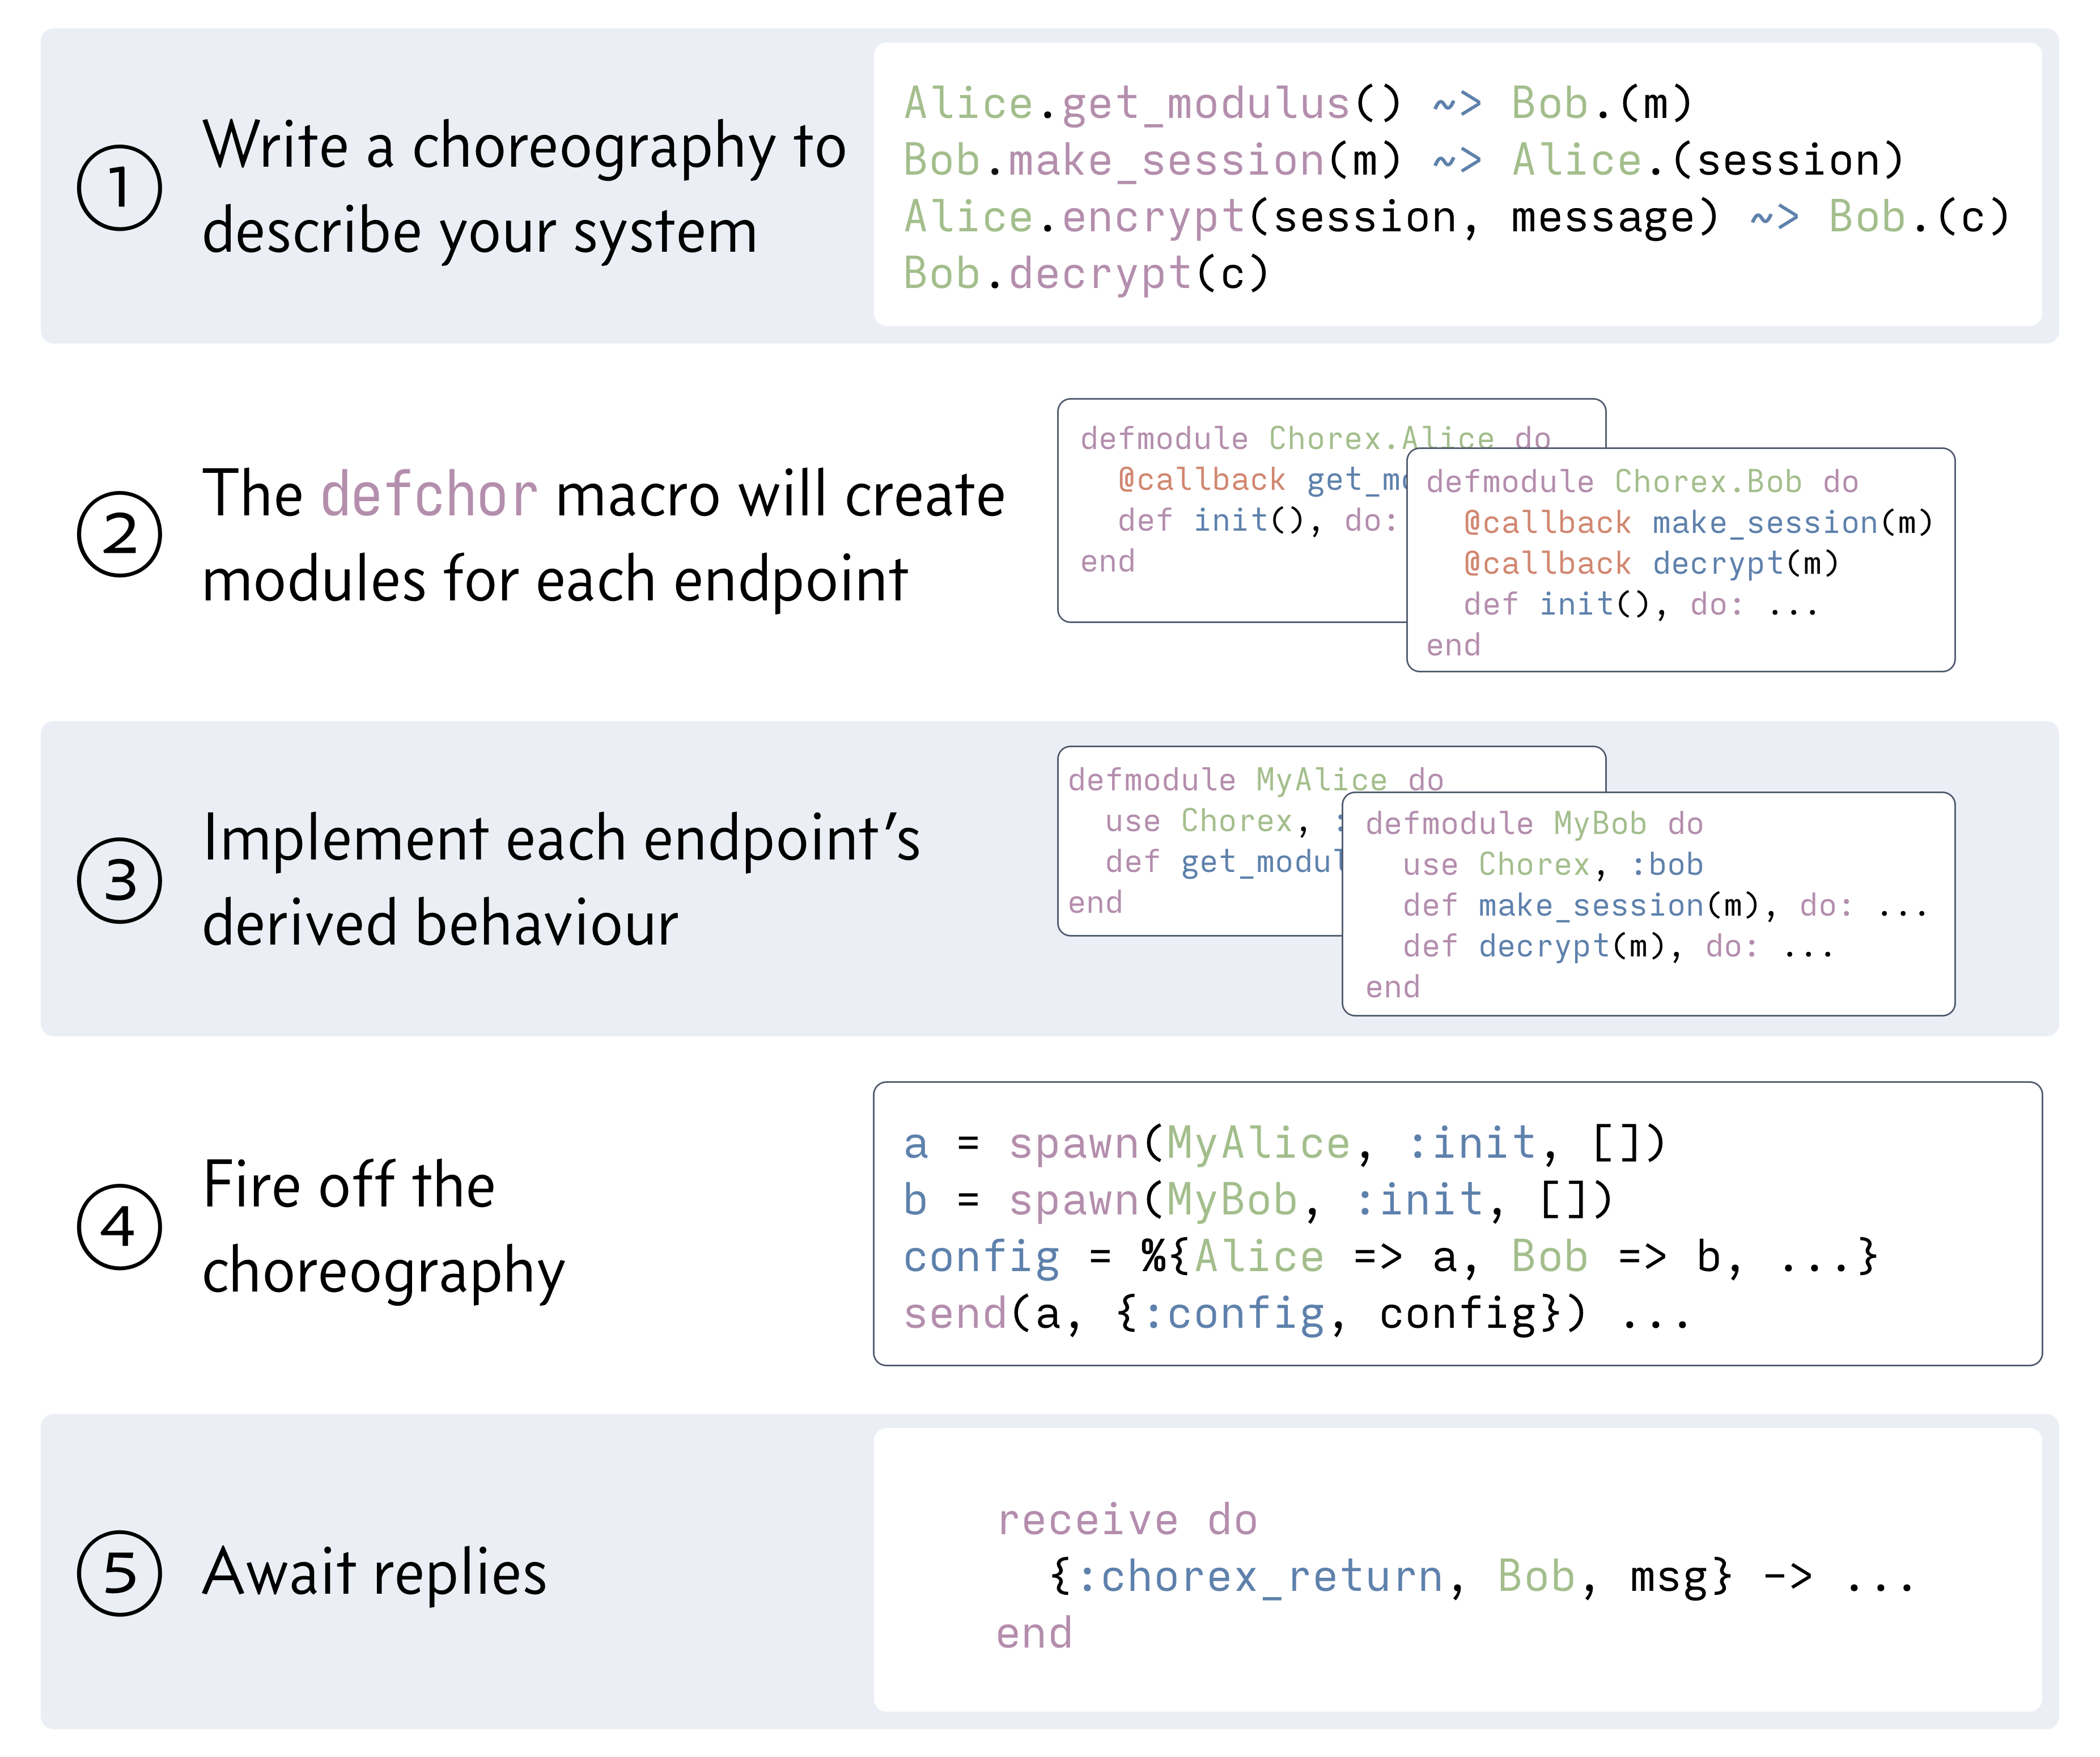 ①
Write a choreography to
describe your system
Alice.get_modulus() ~> Bob.(m)
Bob.make_session(m) ~> Alice.(session)
Alice.encrypt(session, message) ~> Bob.(c)
Bob.decrypt(c)
②
The defchor macro will create
modules for each endpoint
defmodule Chorex.Alice do
@callback get_m
def init(), do:
end
defmodule Chorex.Bob do
@callback make_session(m)
@callback decrypt(m)
def init(), do: ...
end
③
Implement each endpoint’s
derived behaviour
defmodule MyAlice do
use Chorex,
def get_modul
end
defmodule MyBob do
use Chorex, :bob
def make_session(m), do: ...
def decrypt(m), do: ...
end
④
Fire off the
choreography
a = spawn(MyAlice, :init, [])
b = spawn(MyBob, :init, [])
config = %{Alice => a, Bob => b, ...}
send(a, {:config, config}) ...
⑤
Await replies
receive do
{:chorex_return, Bob, msg} -> ...
end